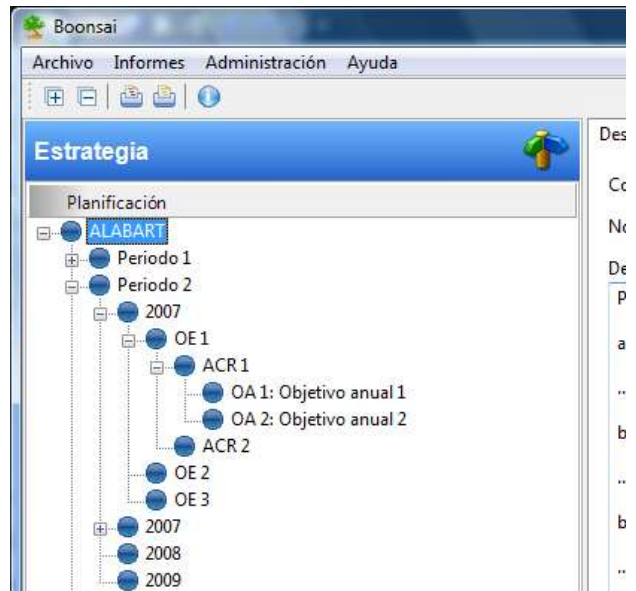 Boonsai
Archivo Informes Administración Ayuda
Estrategia
Planificación
ALABART
Periodo 1
Periodo 2
2007
OE 1
ACR 1
OA 1: Objetivo anual 1
OA 2: Objetivo anual 2
ACR 2
OE 2
OE 3
2007
2008
2009
Des
Co
No
De
P
a
..
b
..
b
..